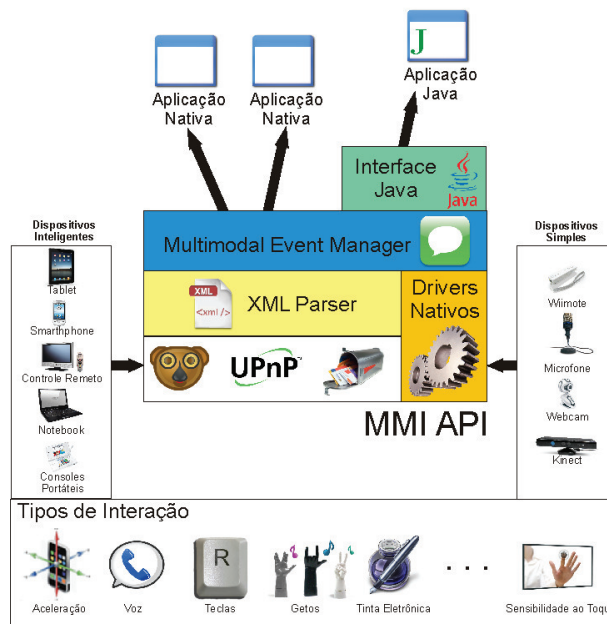 J
Aplicação
Nativa
Aplicação
Nativa
Aplicação
Java
Interface
Java
Java
Dispositivos
Inteligentes
Dispositivos
Simples
Multimodal Event Manager
Tablet
Smarthphone
Controle Remeto
Notebook
Consoles
Portáteis
XML
<xml />
XML Parser
Drivers
Nativos
UPnP™
MMI API
Wiimote
Microfone
Webcam
Kinect
Tipos de Interação
R
Aceleração
Voz
Teclas
Getos
Tinta Eletrônica
. . .
Sensibilidade ao Toqu